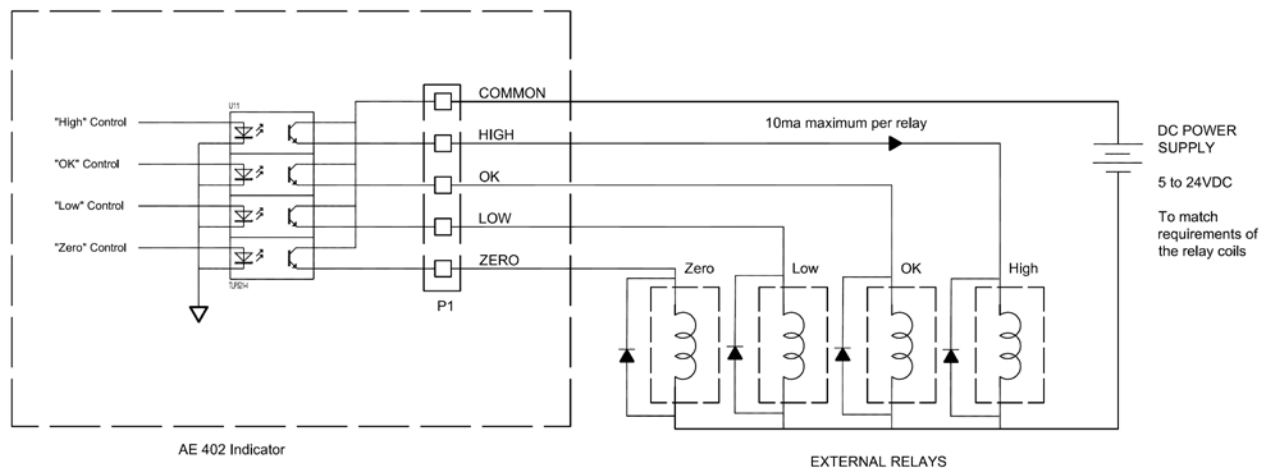 COMMON
U11
"High" Control
HIGH
10ma maximum per relay
DC POWER
SUPPLY
5 to 24VDC
To match
requirements of
the relay coils
"OK" Control
OK
"Low" Control
LOW
"Zero" Control
ZERO
P1
Zero
Low
OK
High
AE 402 Indicator
EXTERNAL RELAYS